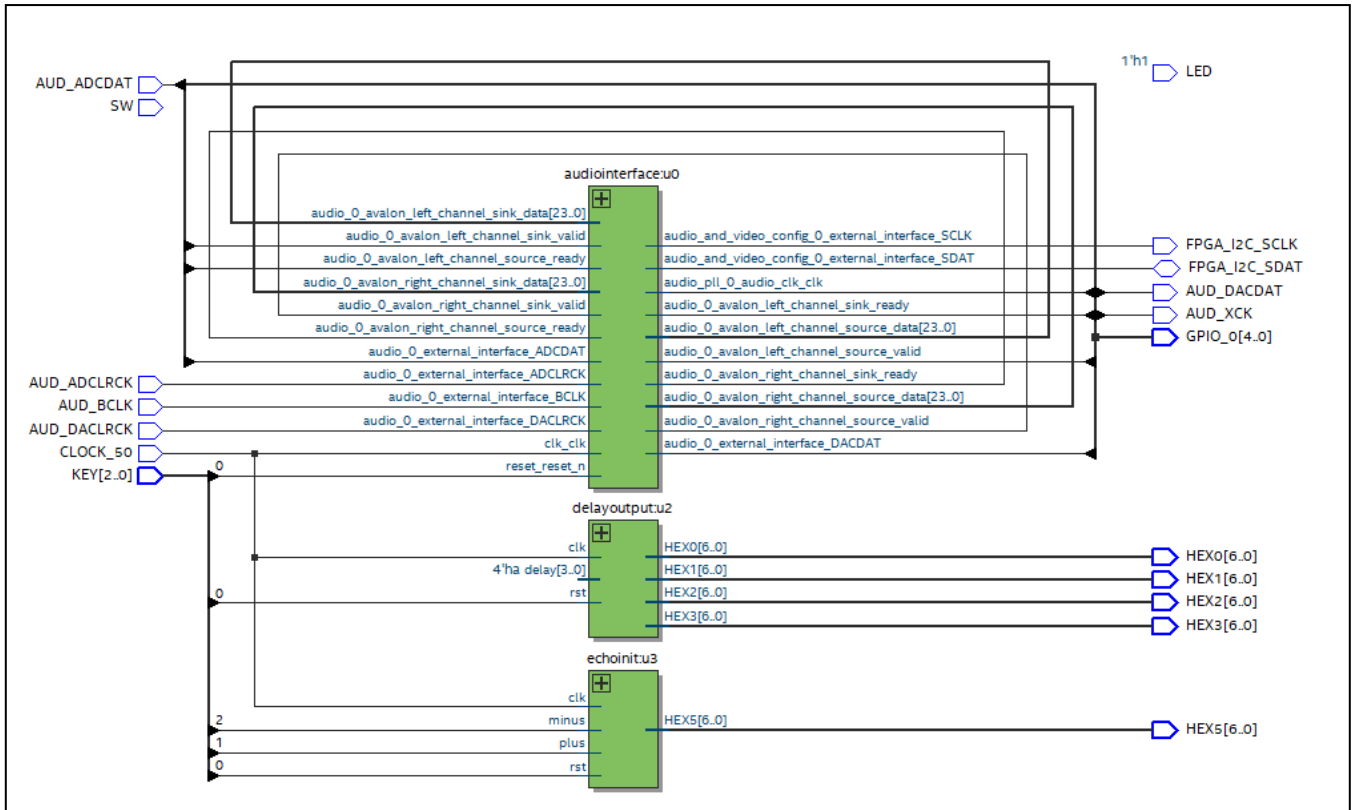 AUD_ADCDAT
SW
1'h1
LED
audiointerface:u0
audio_0_avalon_left_channel_sink_data[23..0]
audio_0_avalon_left_channel_sink_valid
audio_0_avalon_left_channel_source_ready
audio_0_avalon_right_channel_sink_data[23..0]
audio_0_avalon_right_channel_sink_valid
audio_0_avalon_right_channel_source_ready
audio_0_external_interface_ADCDAT
audio_0_external_interface_ADCLRCK
audio_0_external_interface_BCLK
audio_0_external_interface_DACLRCK
clk_clk
reset_reset_n
audio_and_video_config_0_external_interface_SCLK
audio_and_video_config_0_external_interface_SDAT
audio_pll_0_audio_clk_clk
audio_0_avalon_left_channel_sink_ready
audio_0_avalon_left_channel_source_data[23..0]
audio_0_avalon_left_channel_source_valid
audio_0_avalon_right_channel_sink_ready
audio_0_avalon_right_channel_source_data[23..0]
audio_0_avalon_right_channel_source_valid
audio_0_external_interface_DACDAT
FPGA_I2C_SCLK
FPGA_I2C_SDAT
AUD_DACDAT
AUD_XCK
GPIO_0[4..0]
AUD_ADCLRCK
AUD_BCLK
AUD_DACLRCK
CLOCK_50
KEY[2..0]
0
delayoutput:u2
clk
4'ha delay[3..0]
0
rst
HEX0[6..0]
HEX1[6..0]
HEX2[6..0]
HEX3[6..0]
HEX0[6..0]
HEX1[6..0]
HEX2[6..0]
HEX3[6..0]
echoinit:u3
clk
2
minus
1
plus
0
rst
HEX5[6..0]
HEX5[6..0]